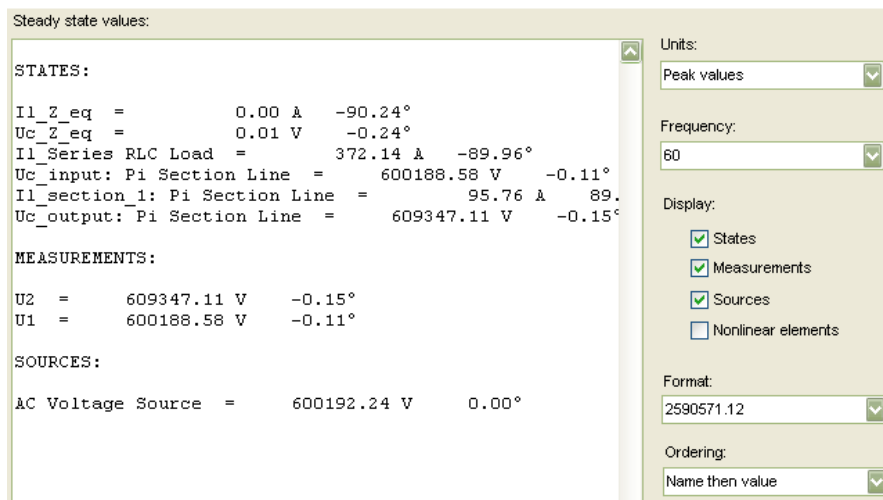 Steady state values:
STATES:
Il_Z_eq  =           0.00 A   -90.24°
Uc_Z_eq  =           0.01 V    -0.24°
Il_Series RLC Load  =         372.14 A   -89.96°
Uc_input: Pi Section Line  =     600188.58 V    -0.11°
Il_section_1: Pi Section Line  =         95.76 A    89.
Uc_output: Pi Section Line  =     609347.11 V    -0.15°
MEASUREMENTS:
U2  =     609347.11 V    -0.15°
U1  =     600188.58 V    -0.11°
SOURCES:
AC Voltage Source  =     600192.24 V     0.00°
Units:
Peak values
Frequency:
60
Display:
States
Measurements
Sources
Nonlinear elements
Format:
2590571.12
Ordering:
Name then value